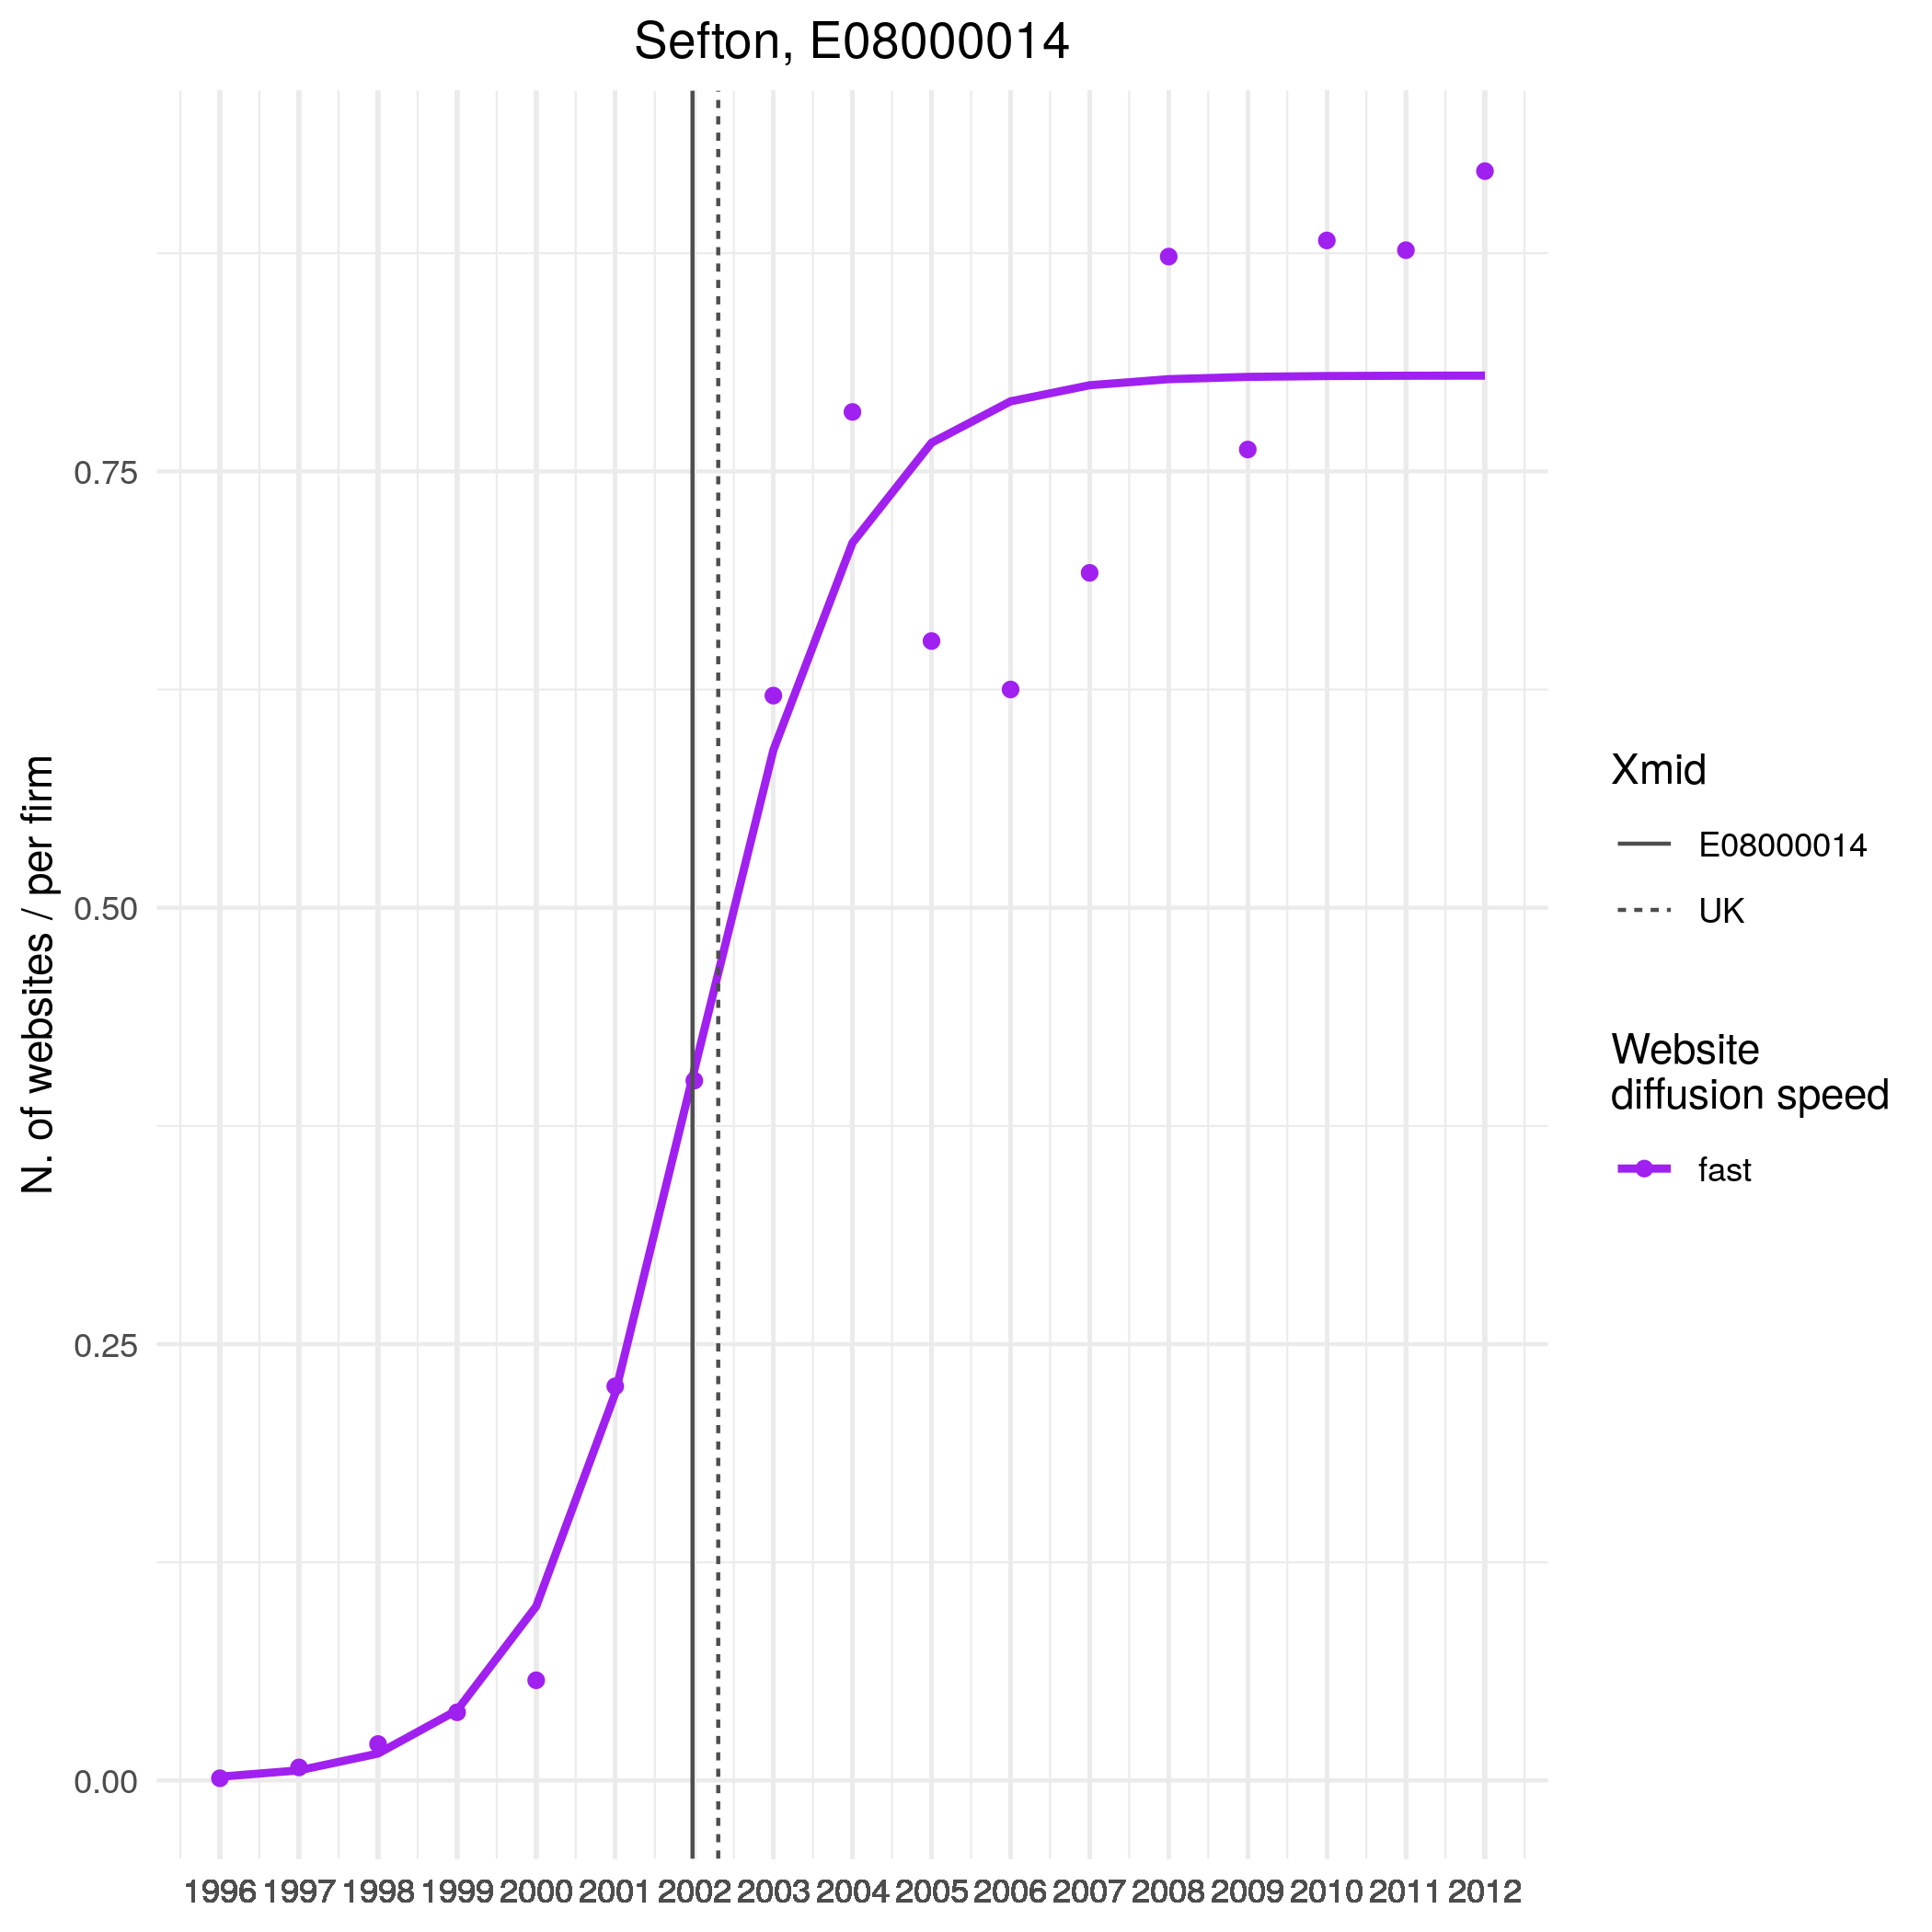 Sefton, E08000014
N. of websites / per firm
0.75
0.50
0.25
0.00
1996 1997 1998 1999 2000 2001 2002 2003 2004 2005 2006 2007 2008 2009 2010 2011 2012
Xmid
E08000014
UK
Website
diffusion speed
fast